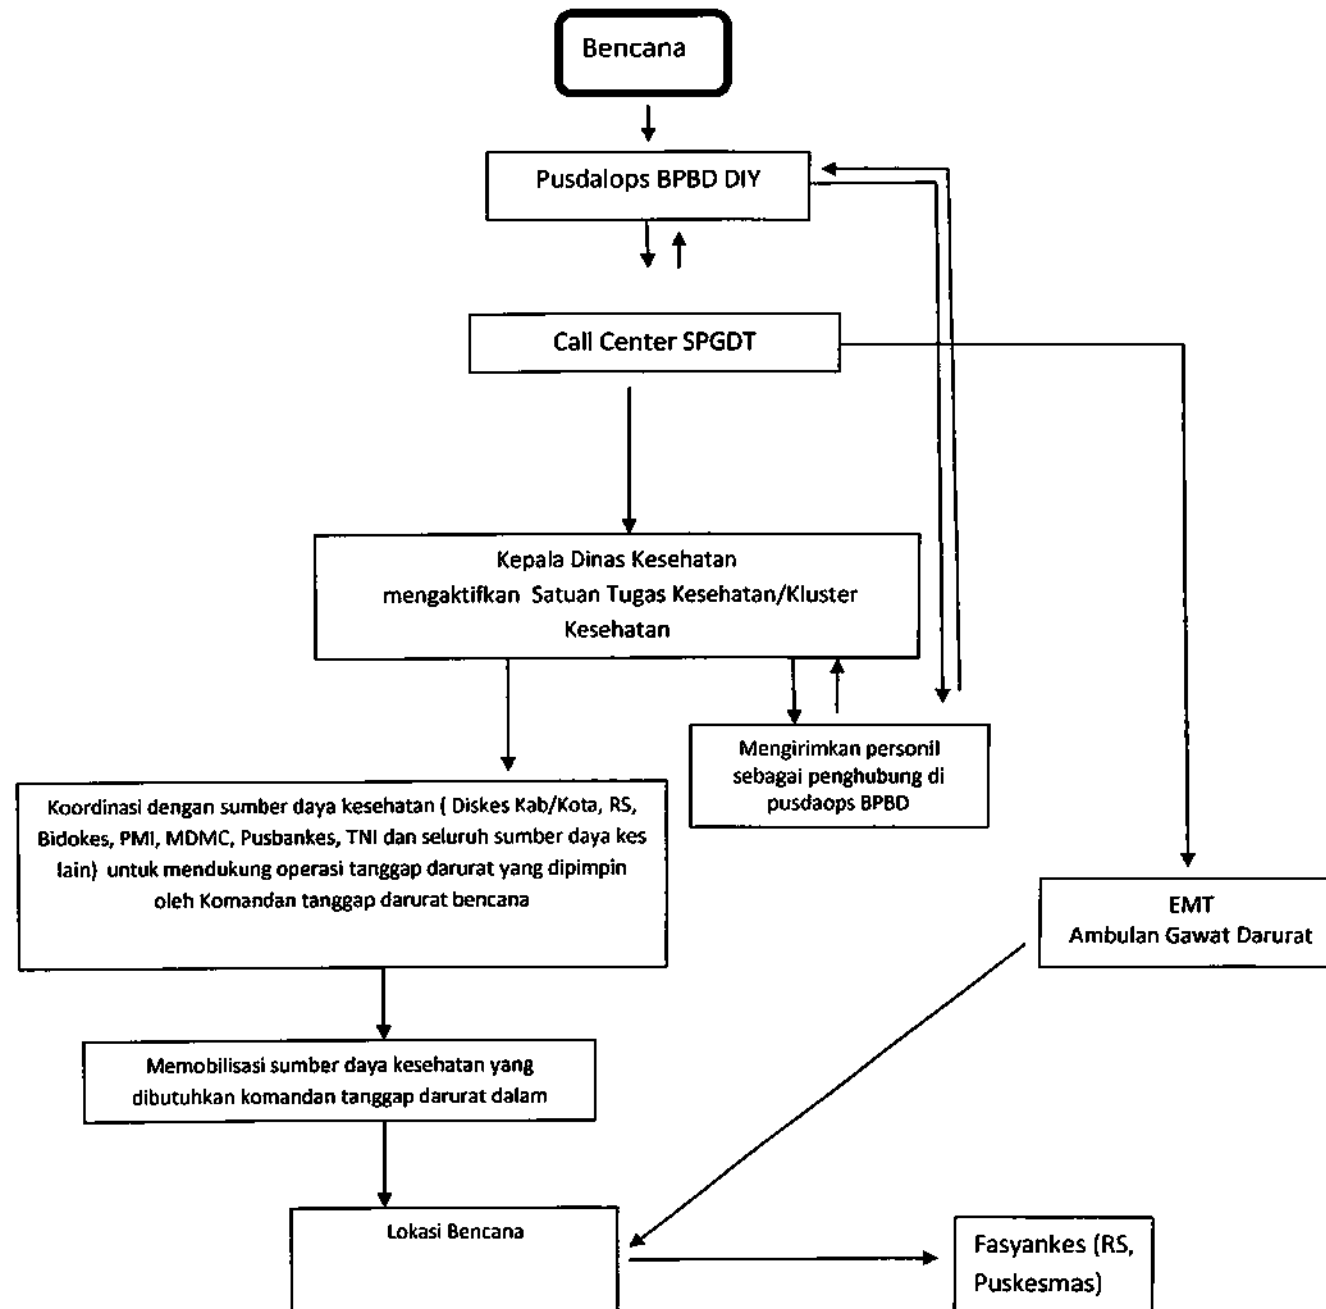 Bencana
Pusdalops BPBD DIY
Call Center SPGDT
Kepala Dinas Kesehatan
mengaktifkan Satuan Tugas Kesehatan/Kluster
Kesehatan
Mengirimkan personil
sebagai penghubung di
pusdaops BPBD
Koordinasi dengan sumber daya kesehatan ( Diskes Kab/Kota, RS,
Bidokes, PMI, MDMC, Pusbankes, TNI dan seluruh sumber daya kes
lain) untuk mendukung operasi tanggap darurat yang dipimpin
oleh Komandan tanggap darurat bencana
EMT
Ambulan Gawat Darurat
Memobilisasi sumber daya kesehatan yang
dibutuhkan komandan tanggap darurat dalam
Lokasi Bencana
Fasyankes (RS,
Puskesmas)